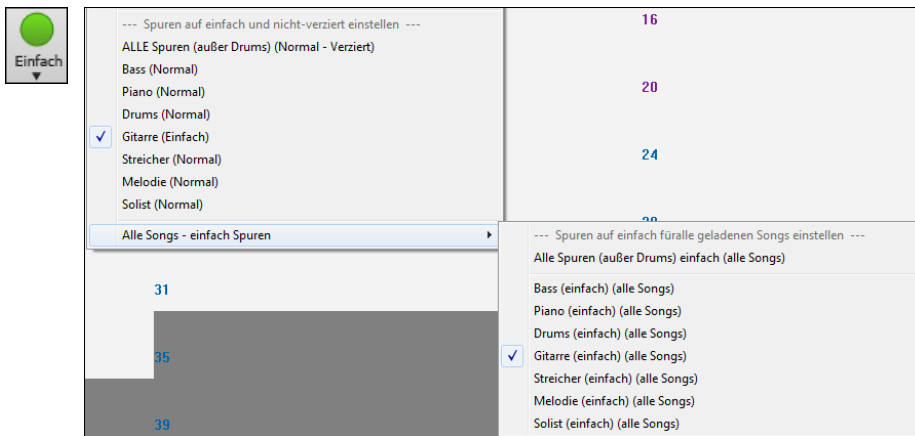 Einfach
--- Spuren auf einfach und nicht-verziert einstellen ---
ALLE Spuren (außer Drums) (Normal - Verziert)
Bass (Normal)
Piano (Normal)
Drums (Normal)
Gitarre (Einfach)
Streicher (Normal)
Melodie (Normal)
Solist (Normal)
Alle Songs - einfach Spuren
16
20
24
--- Spuren auf einfach füralle geladenen Songs einstellen ---
Alle Spuren (außer Drums) einfach (alle Songs)
Bass (einfach) (alle Songs)
Piano (einfach) (alle Songs)
Drums (einfach) (alle Songs)
Gitarre (einfach) (alle Songs)
Streicher (einfach) (alle Songs)
Melodie (einfach) (alle Songs)
Solist (einfach) (alle Songs)
31
35
39